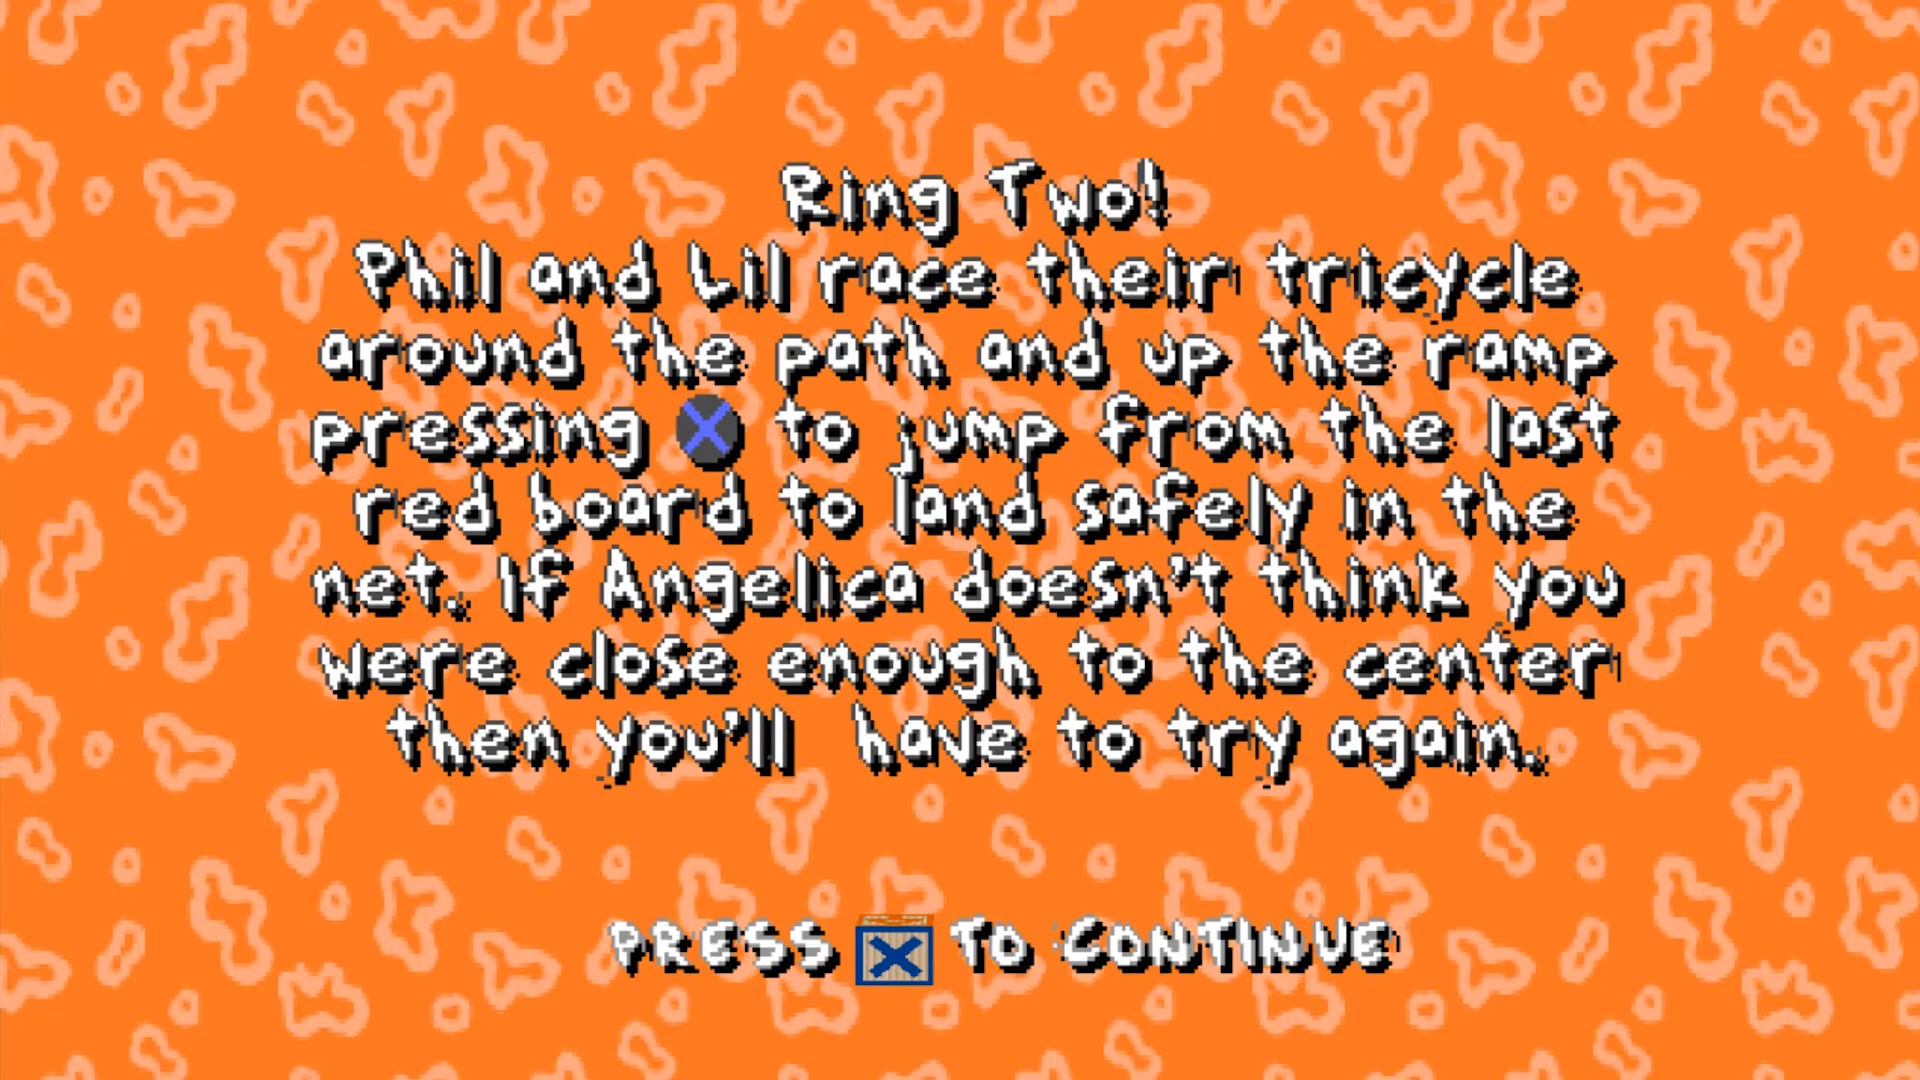 Ring Two!
Phil and Lil race their tricycle
around the path and up the ramp
pressing X to jump from the last
red board to land safely in the
net. If Angelica doesn't think you
were close enough to the center
then you'll have to try again.
PRESS X TO CONTINUE